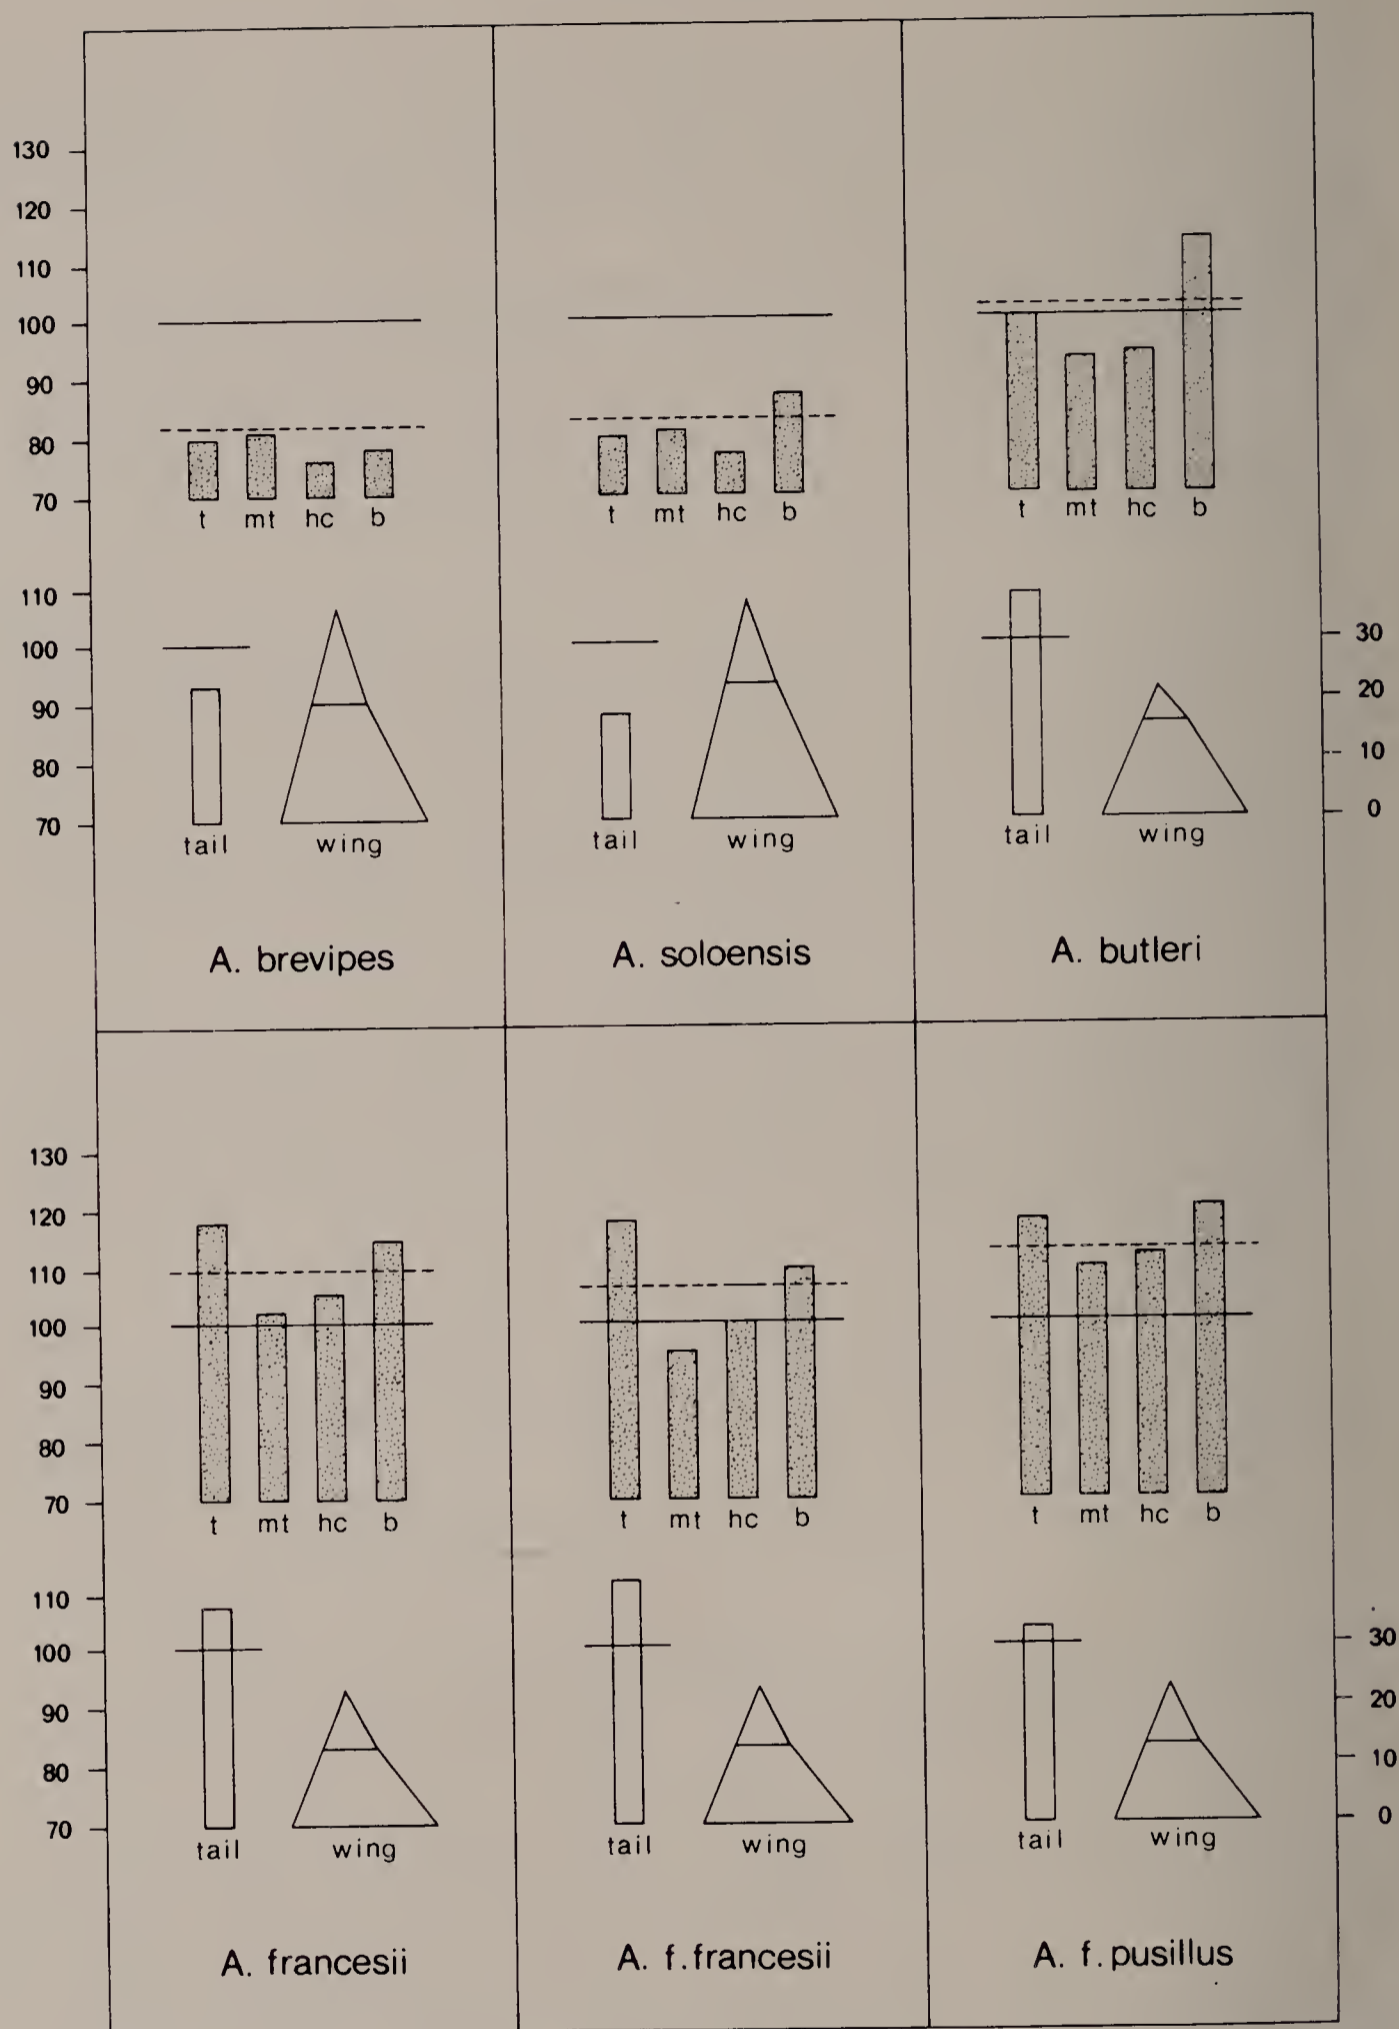 130
120
110
100
90
80
70
t mt hc b
t mt hc b
t mt hc b
110
100
90
80
70
30
20
10
0
tail wing
tail wing
tail wing
A. brevipes
A. soloensis
A. butleri
130
120
110
100
90
80
70
t mt hc b
t mt hc b
t mt hc b
110
100
90
80
70
30
20
10
0
tail wing
tail wing
tail wing
A. francesii
A. f. francesii
A. f. pusillus